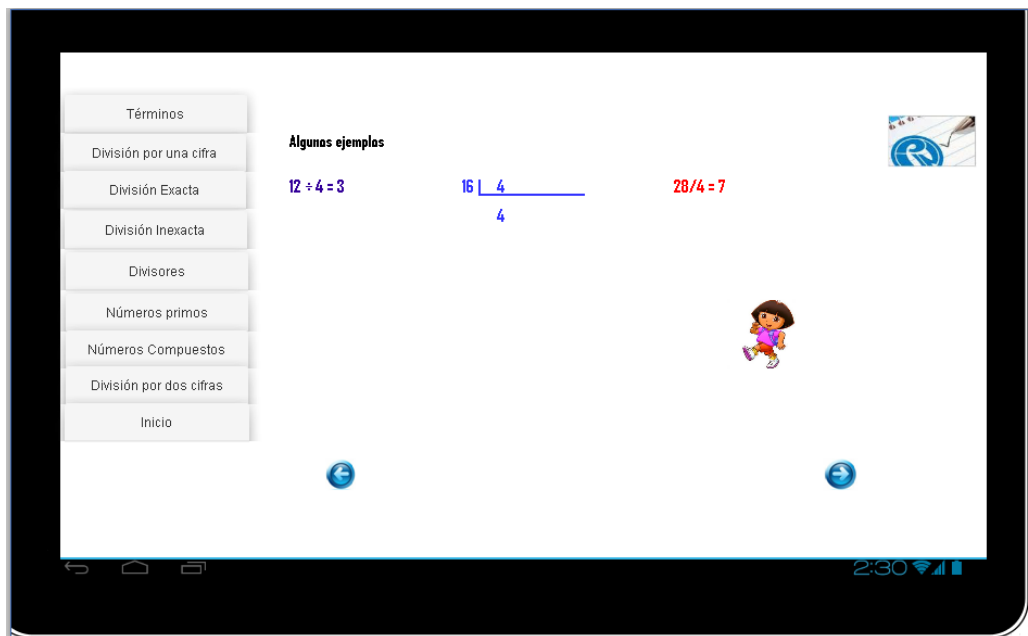 Términos
División por una cifra
División Exacta
División Inexacta
Divisores
Números primos
Números Compuestos
División por dos cifras
Inicio
Algunos ejemplos
12 ÷ 4 = 3
16 4
4
28/4 = 7
2:30